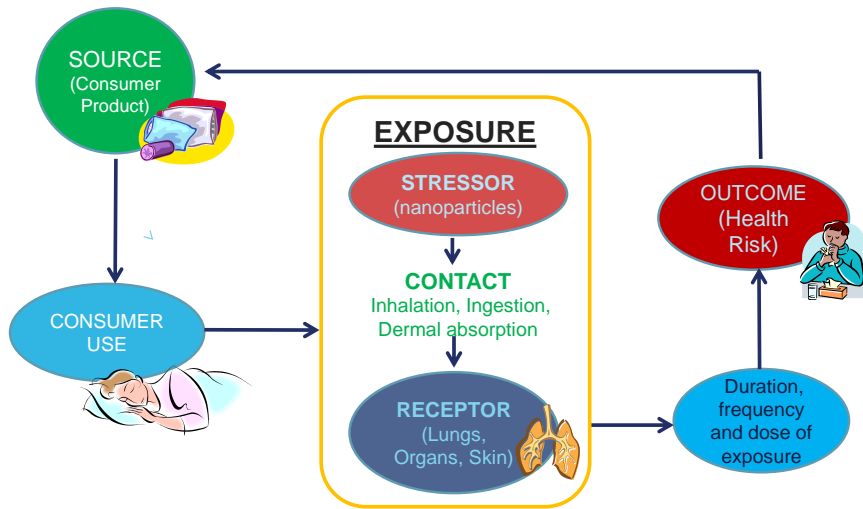 SOURCE
(Consumer
Product)
EXPOSURE
STRESSOR
(nanoparticles)
CONTACT
Inhalation, Ingestion,
Dermal absorption
RECEPTOR
(Lungs,
Organs, Skin)
CONSUMER
USE
OUTCOME
(Health
Risk)
Duration,
frequency
and dose of
exposure